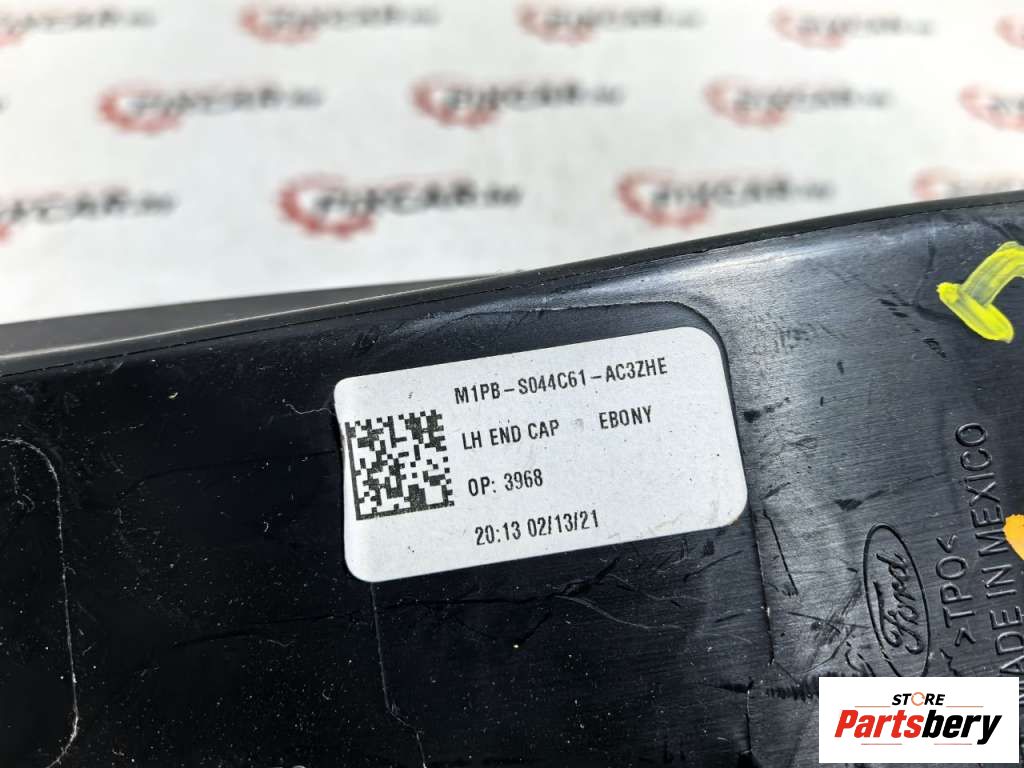 M1PB-S044C61-AC3ZHE
LH END CAP EBONY
OP: 3968
20:13 02/13/21
Ford
>TPO<
MADE IN MEXICO
STORE
Partsbery